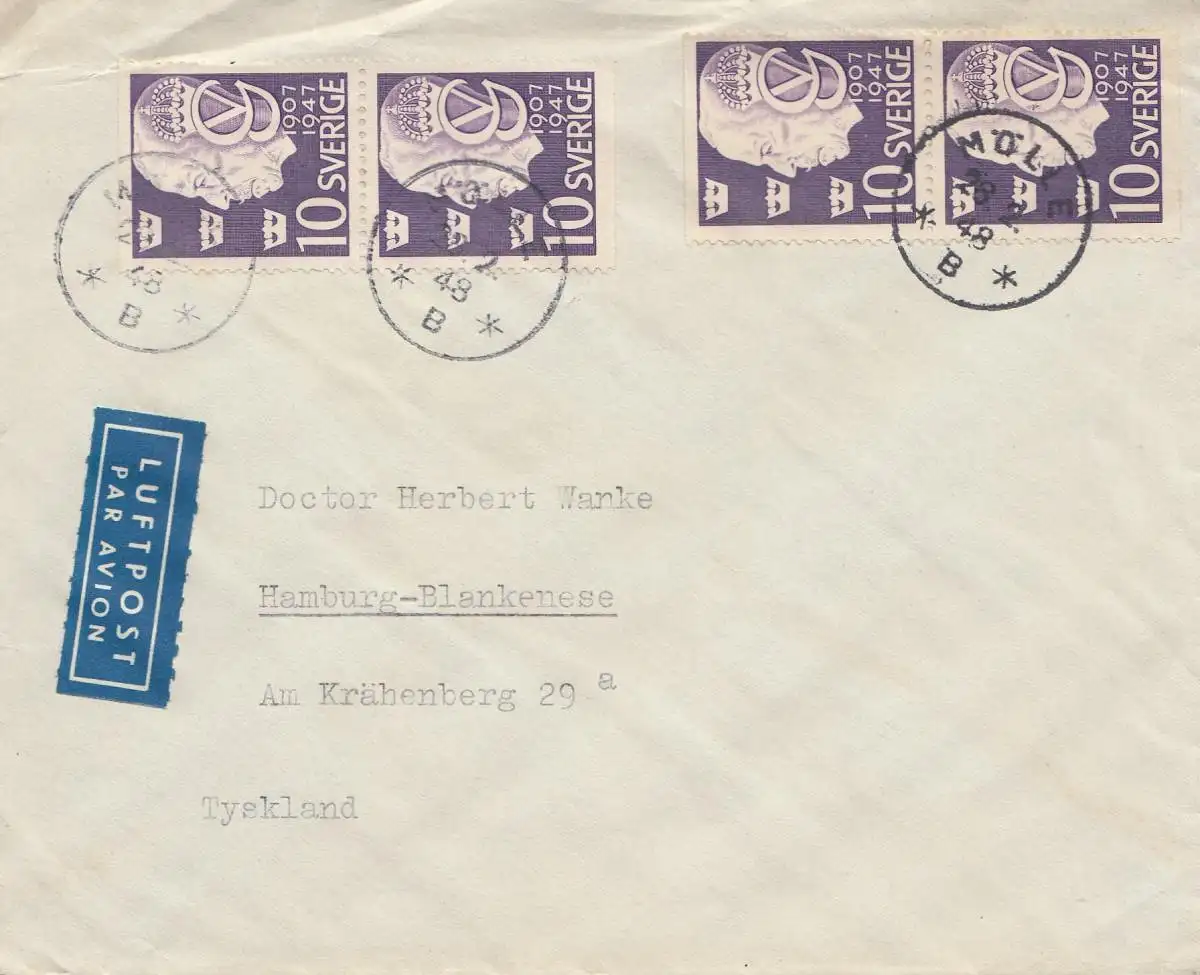 1907
1947
SVERIGE
10
1907
1947
SVERIGE
10
1907
1947
SVERIGE
10
1907
1947
SVERIGE
10
48
B
48
B
MÖLLE
48
B
LUFTPOST
PAR AVION
Doctor Herbert Wanke
Hamburg-Blankenese
Am Krähenberg 29 a
Tyskland